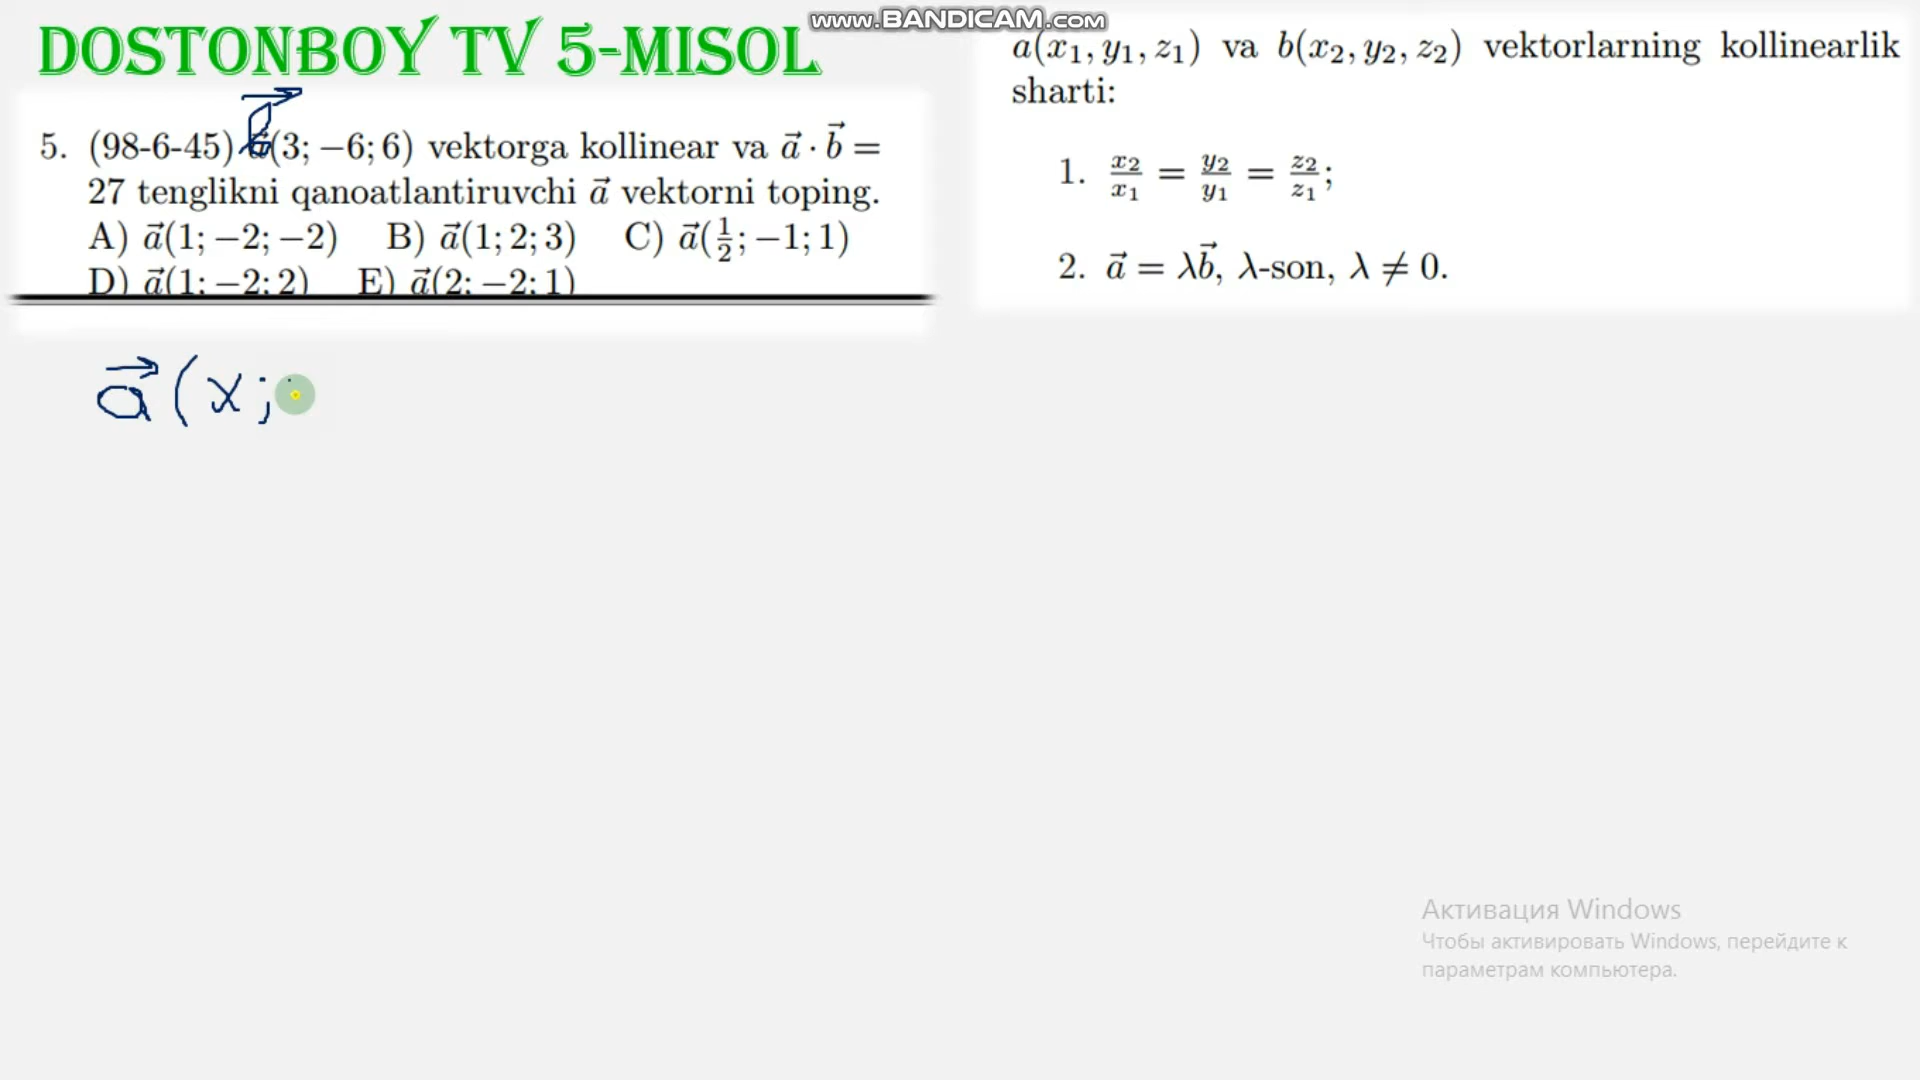 www.BANDICAM.com
DOSTONBOY TV 5-MISOL
5. (98-6-45) b⃗(3; −6; 6) vektorga kollinear va a⃗ · b⃗ =
27 tenglikni qanoatlantiruvchi a⃗ vektorni toping.
A) a⃗(1; −2; −2) B) a⃗(1; 2; 3) C) a⃗(1/2; −1; 1)
D) a⃗(1; −2; 2) E) a⃗(2; −2; 1)
a⃗ (x;
a(x₁, y₁, z₁) va b(x₂, y₂, z₂) vektorlarning kollinearlik
sharti:
1. x₂/x₁ = y₂/y₁ = z₂/z₁;
2. a⃗ = λb⃗, λ-son, λ ≠ 0.
Активация Windows
Чтобы активировать Windows, перейдите к
параметрам компьютера.